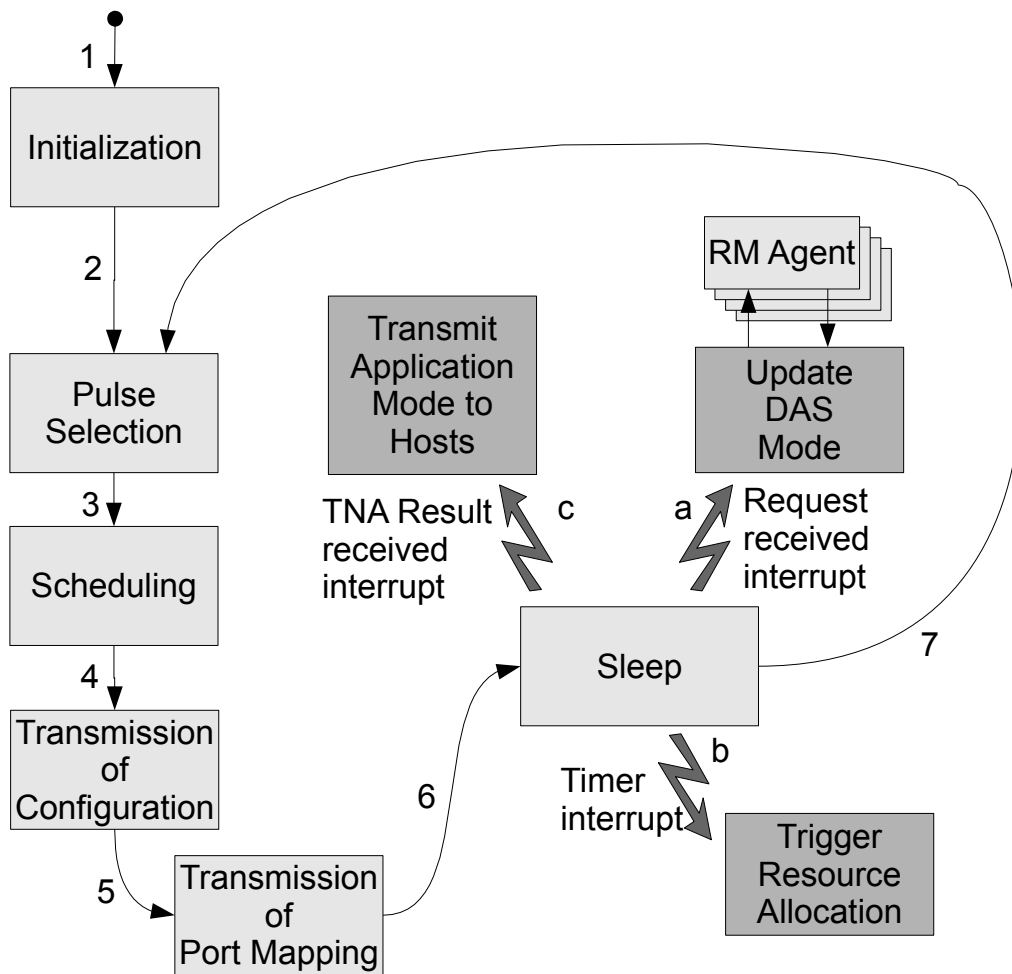 1
Initialization
2
Pulse
Selection
3
Scheduling
4
Transmission
of
Configuration
5
Transmission
of
Port Mapping
6
Sleep
7
a
Request
received
interrupt
Update
DAS
Mode
RM Agent
b
Timer
interrupt
Trigger
Resource
Allocation
c
TNA Result
received
interrupt
Transmit
Application
Mode to
Hosts